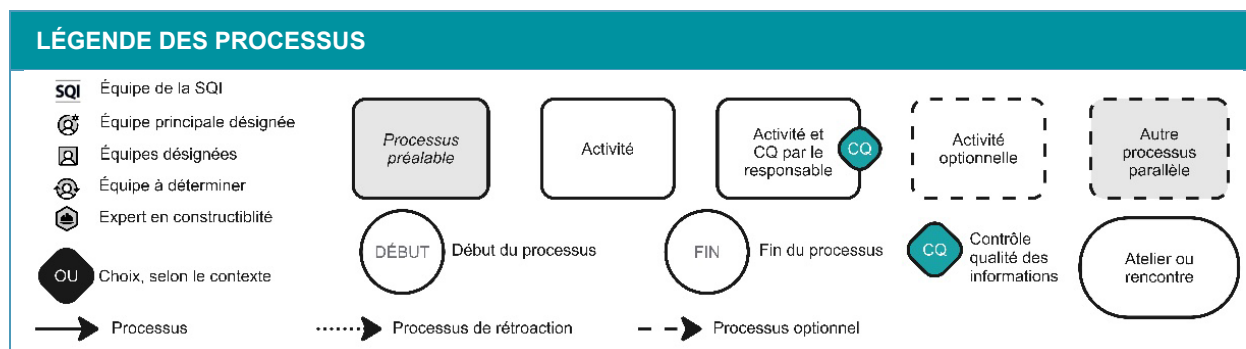 LÉGENDE DES PROCESSUS
SQI Équipe de la SQI
Équipe principale désignée
Équipes désignées
Équipe à déterminer
Expert en constructiblité
Processus
préalable
Activité
Activité et
CQ par le
responsable
CQ
Activité
optionnelle
Autre
processus
parallèle
OU Choix, selon le contexte
DÉBUT Début du processus
FIN Fin du processus
CQ Contrôle
qualité des
informations
Atelier ou
rencontre
Processus
Processus de rétroaction
Processus optionnel